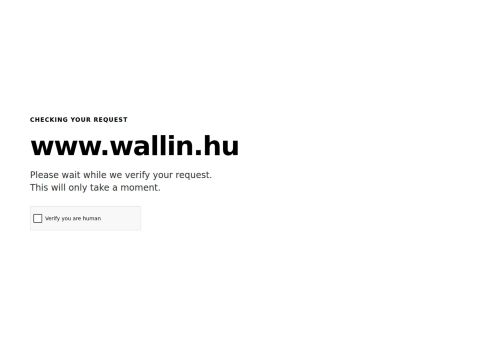 CHECKING YOUR REQUEST
www.wallin.hu
Please wait while we verify your request.
This will only take a moment.
Verify you are human